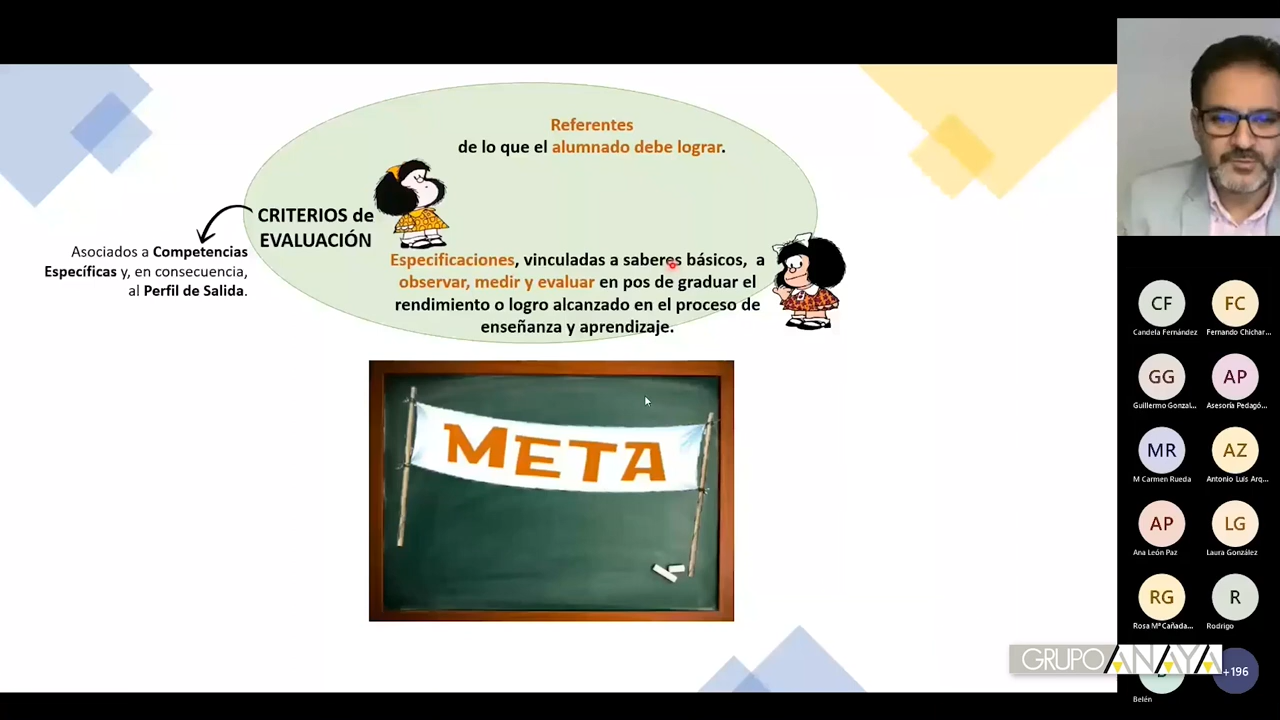 Referentes
de lo que el alumnado debe lograr.
CRITERIOS de
EVALUACIÓN
Asociados a Competencias
Específicas y, en consecuencia,
al Perfil de Salida.
Especificaciones, vinculadas a saberes básicos, a
observar, medir y evaluar en pos de graduar el
rendimiento o logro alcanzado en el proceso de
enseñanza y aprendizaje.
META
CF
Candela Fernández
FC
Fernando Chichar...
GG
Guillermo Gonzal...
AP
Asesoría Pedagó...
MR
M Carmen Rueda
AZ
Antonio Luis Arq...
AP
Ana León Paz
LG
Laura González
RG
Rosa Mª Cañada...
R
Rodrigo
GRUPO ANAYA
+196
Belén